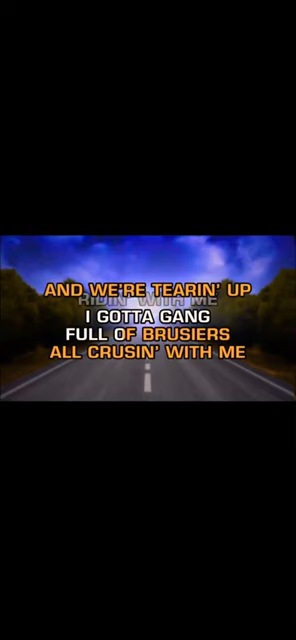 AND WE'RE TEARIN' UP
RIDIN' WITH ME
I GOTTA GANG
FULL OF BRUSIERS
ALL CRUSIN' WITH ME